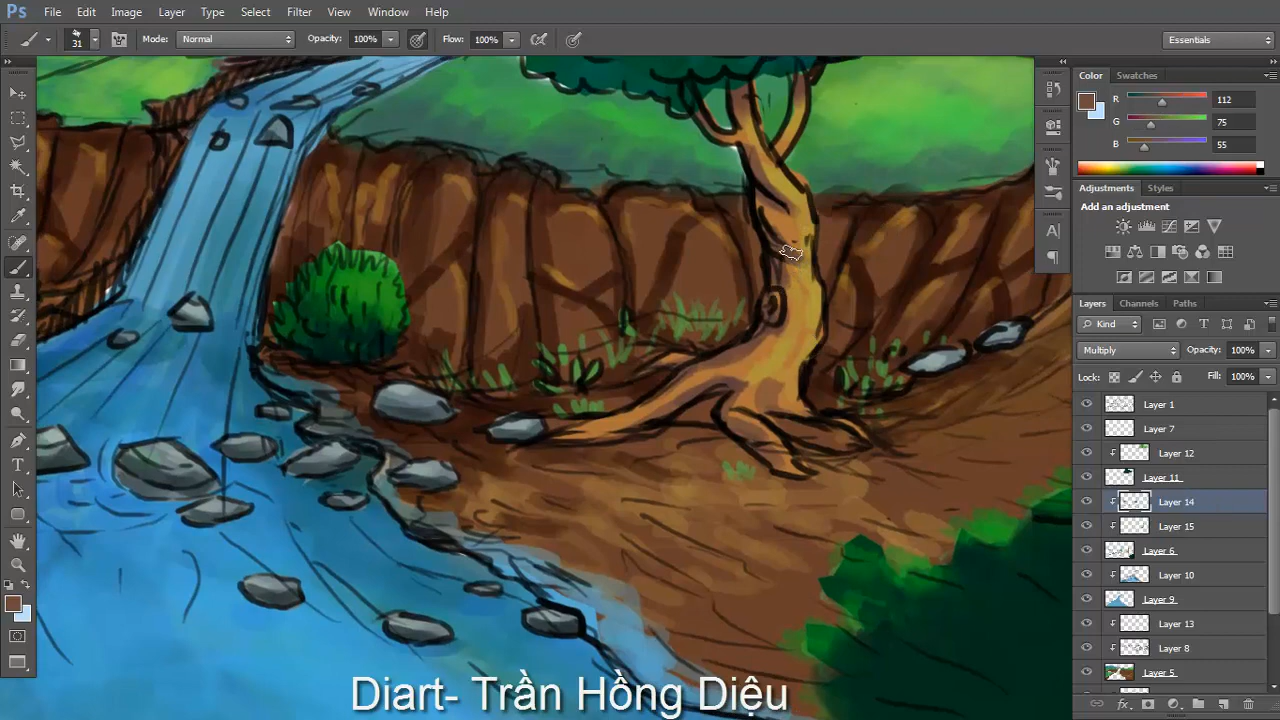 Ps File Edit Image Layer Type Select Filter View Window Help
31 Mode: Normal Opacity: 100% Flow: 100% Essentials
Color Swatches
R 112
G 75
B 55
Adjustments Styles
Add an adjustment
Layers Channels Paths
Kind
Multiply Opacity: 100%
Lock: Fill: 100%
Layer 1
Layer 7
Layer 12
Layer 11
Layer 14
Layer 15
Layer 6
Layer 10
Layer 9
Layer 13
Layer 8
Layer 5
Diart- Trần Hồng Diệu